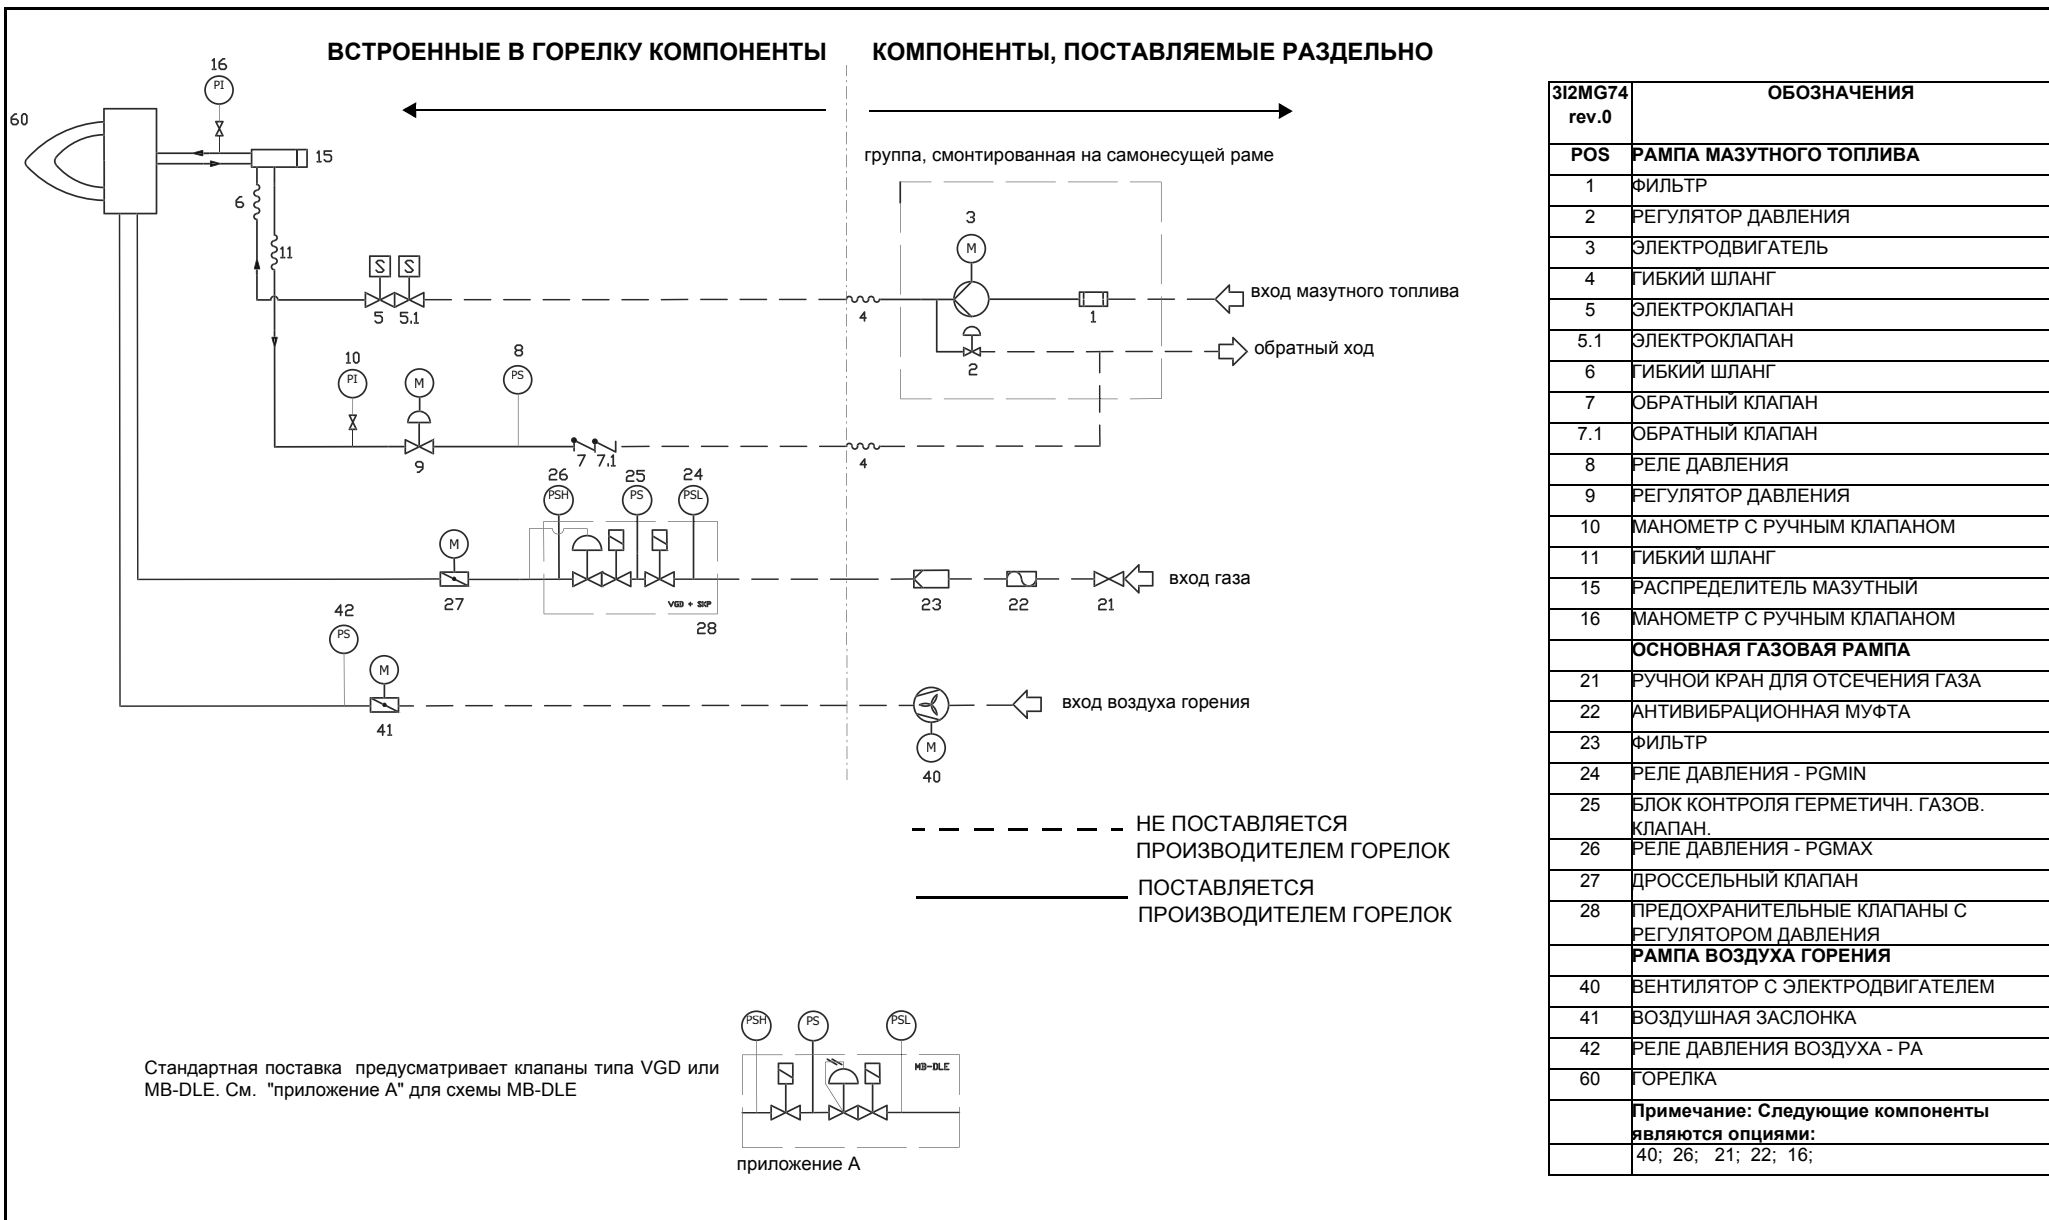 ВСТРОЕННЫЕ В ГОРЕЛКУ КОМПОНЕНТЫ
КОМПОНЕНТЫ, ПОСТАВЛЯЕМЫЕ РАЗДЕЛЬНО
16
PI
60
15
группа, смонтированная на самонесущей раме
6
3
M
11
S S
5 5.1
4
1
вход мазутного топлива
2
обратный ход
10
PI
M
8
PS
9
7 7.1
4
26 25 24
PSH PS PSL
M
27
VGD + SKP
28
23 22 21
вход газа
42
PS
M
41
вход воздуха горения
M
40
НЕ ПОСТАВЛЯЕТСЯ
ПРОИЗВОДИТЕЛЕМ ГОРЕЛОК
ПОСТАВЛЯЕТСЯ
ПРОИЗВОДИТЕЛЕМ ГОРЕЛОК
Стандартная поставка предусматривает клапаны типа VGD или
MB-DLE. См. "приложение А" для схемы MB-DLE
PSH PS PSL
MB-DLE
приложение А
3I2MG74 ОБОЗНАЧЕНИЯ
rev.0
POS РАМПА МАЗУТНОГО ТОПЛИВА
1 ФИЛЬТР
2 РЕГУЛЯТОР ДАВЛЕНИЯ
3 ЭЛЕКТРОДВИГАТЕЛЬ
4 ГИБКИЙ ШЛАНГ
5 ЭЛЕКТРОКЛАПАН
5.1 ЭЛЕКТРОКЛАПАН
6 ГИБКИЙ ШЛАНГ
7 ОБРАТНЫЙ КЛАПАН
7.1 ОБРАТНЫЙ КЛАПАН
8 РЕЛЕ ДАВЛЕНИЯ
9 РЕГУЛЯТОР ДАВЛЕНИЯ
10 МАНОМЕТР С РУЧНЫМ КЛАПАНОМ
11 ГИБКИЙ ШЛАНГ
15 РАСПРЕДЕЛИТЕЛЬ МАЗУТНЫЙ
16 МАНОМЕТР С РУЧНЫМ КЛАПАНОМ
ОСНОВНАЯ ГАЗОВАЯ РАМПА
21 РУЧНОЙ КРАН ДЛЯ ОТСЕЧЕНИЯ ГАЗА
22 АНТИВИБРАЦИОННАЯ МУФТА
23 ФИЛЬТР
24 РЕЛЕ ДАВЛЕНИЯ - PGMIN
25 БЛОК КОНТРОЛЯ ГЕРМЕТИЧН. ГАЗОВ.
КЛАПАН.
26 РЕЛЕ ДАВЛЕНИЯ - PGMAX
27 ДРОССЕЛЬНЫЙ КЛАПАН
28 ПРЕДОХРАНИТЕЛЬНЫЕ КЛАПАНЫ С
РЕГУЛЯТОРОМ ДАВЛЕНИЯ
РАМПА ВОЗДУХА ГОРЕНИЯ
40 ВЕНТИЛЯТОР С ЭЛЕКТРОДВИГАТЕЛЕМ
41 ВОЗДУШНАЯ ЗАСЛОНКА
42 РЕЛЕ ДАВЛЕНИЯ ВОЗДУХА - PA
60 ГОРЕЛКА
Примечание: Следующие компоненты
являются опциями:
40; 26; 21; 22; 16;